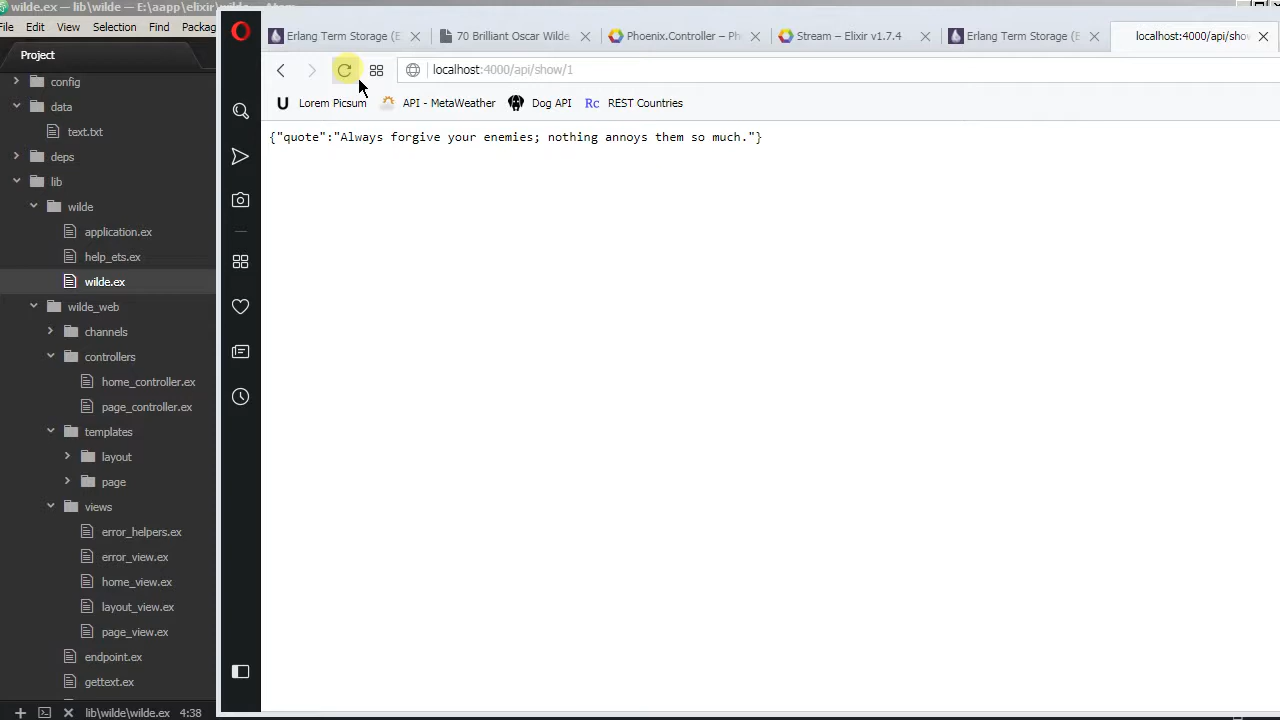 wilde.ex — lib\wilde — E:\aapp\elixir\wilde
File Edit View Selection Find Packag
Project
config
data
text.txt
deps
lib
wilde
application.ex
help_ets.ex
wilde.ex
wilde_web
channels
controllers
home_controller.ex
page_controller.ex
templates
layout
page
views
error_helpers.ex
error_view.ex
home_view.ex
layout_view.ex
page_view.ex
endpoint.ex
gettext.ex
lib\wilde\wilde.ex 4:38
Erlang Term Storage (E
70 Brilliant Oscar Wilde
Phoenix.Controller – Ph
Stream – Elixir v1.7.4
Erlang Term Storage (E
localhost:4000/api/sho
localhost:4000/api/show/1
U Lorem Picsum API - MetaWeather Dog API Rc REST Countries
{"quote":"Always forgive your enemies; nothing annoys them so much."}